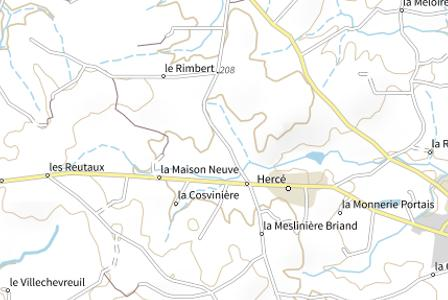 la Meloire
le Rimbert
208
la R
les Reutaux
la Maison Neuve
Hercé
la Cosvinière
la Monnerie Portais
la Meslinière Briand
le Villechevreuil
la